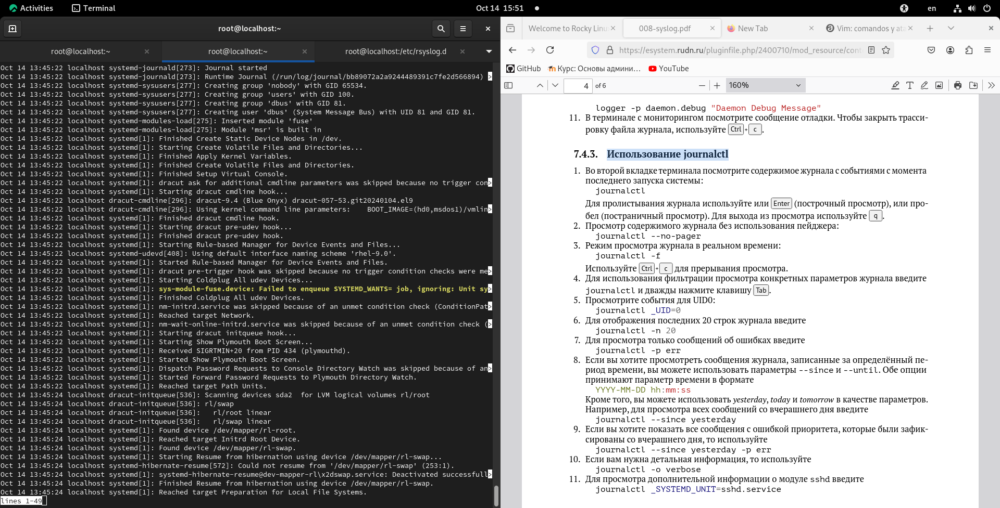 Activities
Terminal
Oct 14 15:51
en
root@localhost:~
root@localhost:~
root@localhost:~
root@localhost:/etc/rsyslog.d
Oct 14 13:45:22 localhost systemd-journald[273]: Journal started
Oct 14 13:45:22 localhost systemd-journald[273]: Runtime Journal (/run/log/journal/bb89072a2a9244489391c7fe2d566894) >
Oct 14 13:45:22 localhost systemd-sysusers[277]: Creating group 'nobody' with GID 65534.
Oct 14 13:45:22 localhost systemd-sysusers[277]: Creating group 'users' with GID 100.
Oct 14 13:45:22 localhost systemd-sysusers[277]: Creating group 'dbus' with GID 81.
Oct 14 13:45:22 localhost systemd-sysusers[277]: Creating user 'dbus' (System Message Bus) with UID 81 and GID 81.
Oct 14 13:45:22 localhost systemd-modules-load[275]: Inserted module 'fuse'
Oct 14 13:45:22 localhost systemd-modules-load[275]: Module 'msr' is built in
Oct 14 13:45:22 localhost systemd[1]: Finished Create Static Device Nodes in /dev.
Oct 14 13:45:22 localhost systemd[1]: Starting Create Volatile Files and Directories...
Oct 14 13:45:22 localhost systemd[1]: Finished Apply Kernel Variables.
Oct 14 13:45:22 localhost systemd[1]: Finished Create Volatile Files and Directories.
Oct 14 13:45:22 localhost systemd[1]: Finished Setup Virtual Console.
Oct 14 13:45:22 localhost systemd[1]: dracut ask for additional cmdline parameters was skipped because no trigger con>
Oct 14 13:45:22 localhost systemd[1]: Starting dracut cmdline hook...
Oct 14 13:45:22 localhost dracut-cmdline[296]: dracut-9.4 (Blue Onyx) dracut-057-53.git20240104.el9
Oct 14 13:45:22 localhost dracut-cmdline[296]: Using kernel command line parameters:    BOOT_IMAGE=(hd0,msdos1)/vmlin>
Oct 14 13:45:22 localhost systemd[1]: Finished dracut cmdline hook.
Oct 14 13:45:22 localhost systemd[1]: Starting dracut pre-udev hook...
Oct 14 13:45:22 localhost systemd[1]: Finished dracut pre-udev hook.
Oct 14 13:45:22 localhost systemd[1]: Starting Rule-based Manager for Device Events and Files...
Oct 14 13:45:22 localhost systemd-udevd[408]: Using default interface naming scheme 'rhel-9.0'.
Oct 14 13:45:22 localhost systemd[1]: Started Rule-based Manager for Device Events and Files.
Oct 14 13:45:22 localhost systemd[1]: dracut pre-trigger hook was skipped because no trigger condition checks were me>
Oct 14 13:45:22 localhost systemd[1]: Starting Coldplug All udev Devices...
Oct 14 13:45:22 localhost systemd[1]: sys-module-fuse.device: Failed to enqueue SYSTEMD_WANTS= job, ignoring: Unit sy>
Oct 14 13:45:22 localhost systemd[1]: Finished Coldplug All udev Devices.
Oct 14 13:45:22 localhost systemd[1]: nm-initrd.service was skipped because of an unmet condition check (ConditionPat>
Oct 14 13:45:22 localhost systemd[1]: Reached target Network.
Oct 14 13:45:22 localhost systemd[1]: nm-wait-online-initrd.service was skipped because of an unmet condition check (>
Oct 14 13:45:22 localhost systemd[1]: Starting dracut initqueue hook...
Oct 14 13:45:22 localhost systemd[1]: Starting Show Plymouth Boot Screen...
Oct 14 13:45:22 localhost systemd[1]: Received SIGRTMIN+20 from PID 434 (plymouthd).
Oct 14 13:45:22 localhost systemd[1]: Started Show Plymouth Boot Screen.
Oct 14 13:45:22 localhost systemd[1]: Dispatch Password Requests to Console Directory Watch was skipped because of an>
Oct 14 13:45:22 localhost systemd[1]: Started Forward Password Requests to Plymouth Directory Watch.
Oct 14 13:45:22 localhost systemd[1]: Reached target Path Units.
Oct 14 13:45:24 localhost dracut-initqueue[536]: Scanning devices sda2  for LVM logical volumes rl/root
Oct 14 13:45:24 localhost dracut-initqueue[536]: rl/swap
Oct 14 13:45:24 localhost dracut-initqueue[536]:   rl/root linear
Oct 14 13:45:24 localhost dracut-initqueue[536]:   rl/swap linear
Oct 14 13:45:24 localhost systemd[1]: Found device /dev/mapper/rl-root.
Oct 14 13:45:24 localhost systemd[1]: Reached target Initrd Root Device.
Oct 14 13:45:24 localhost systemd[1]: Found device /dev/mapper/rl-swap.
Oct 14 13:45:24 localhost systemd[1]: Starting Resume from hibernation using device /dev/mapper/rl-swap...
Oct 14 13:45:24 localhost systemd-hibernate-resume[572]: Could not resume from '/dev/mapper/rl-swap' (253:1).
Oct 14 13:45:24 localhost systemd[1]: systemd-hibernate-resume@dev-mapper-rl\x2dswap.service: Deactivated successfull>
Oct 14 13:45:24 localhost systemd[1]: Finished Resume from hibernation using device /dev/mapper/rl-swap.
Oct 14 13:45:24 localhost systemd[1]: Reached target Preparation for Local File Systems.
lines 1-49
Welcome to Rocky Linu
008-syslog.pdf
New Tab
Vim: comandos y ata
https://esystem.rudn.ru/pluginfile.php/2400710/mod_resource/cont
GitHub
Курс: Основы админи...
YouTube
4 of 6
160%
logger -p daemon.debug "Daemon Debug Message"
11. В терминале с мониторингом посмотрите сообщение отладки. Чтобы закрыть трасси-
ровку файла журнала, используйте Ctrl + c .
7.4.3. Использование journalctl
1. Во второй вкладке терминала посмотрите содержимое журнала с событиями с момента
последнего запуска системы:
journalctl
Для пролистывания журнала используйте или Enter (построчный просмотр), или про-
бел (постраничный просмотр). Для выхода из просмотра используйте q .
2. Просмотр содержимого журнала без использования пейджера:
journalctl --no-pager
3. Режим просмотра журнала в реальном времени:
journalctl -f
Используйте Ctrl + c для прерывания просмотра.
4. Для использования фильтрации просмотра конкретных параметров журнала введите
journalctl и дважды нажмите клавишу Tab .
5. Просмотрите события для UID0:
journalctl _UID=0
6. Для отображения последних 20 строк журнала введите
journalctl -n 20
7. Для просмотра только сообщений об ошибках введите
journalctl -p err
8. Если вы хотите просмотреть сообщения журнала, записанные за определённый пе-
риод времени, вы можете использовать параметры --since и --until. Обе опции
принимают параметр времени в формате
YYYY-MM-DD hh:mm:ss
Кроме того, вы можете использовать yesterday, today и tomorrow в качестве параметров.
Например, для просмотра всех сообщений со вчерашнего дня введите
journalctl --since yesterday
9. Если вы хотите показать все сообщения с ошибкой приоритета, которые были зафик-
сированы со вчерашнего дня, то используйте
journalctl --since yesterday -p err
10. Если вам нужна детальная информация, то используйте
journalctl -o verbose
11. Для просмотра дополнительной информации о модуле sshd введите
journalctl _SYSTEMD_UNIT=sshd.service